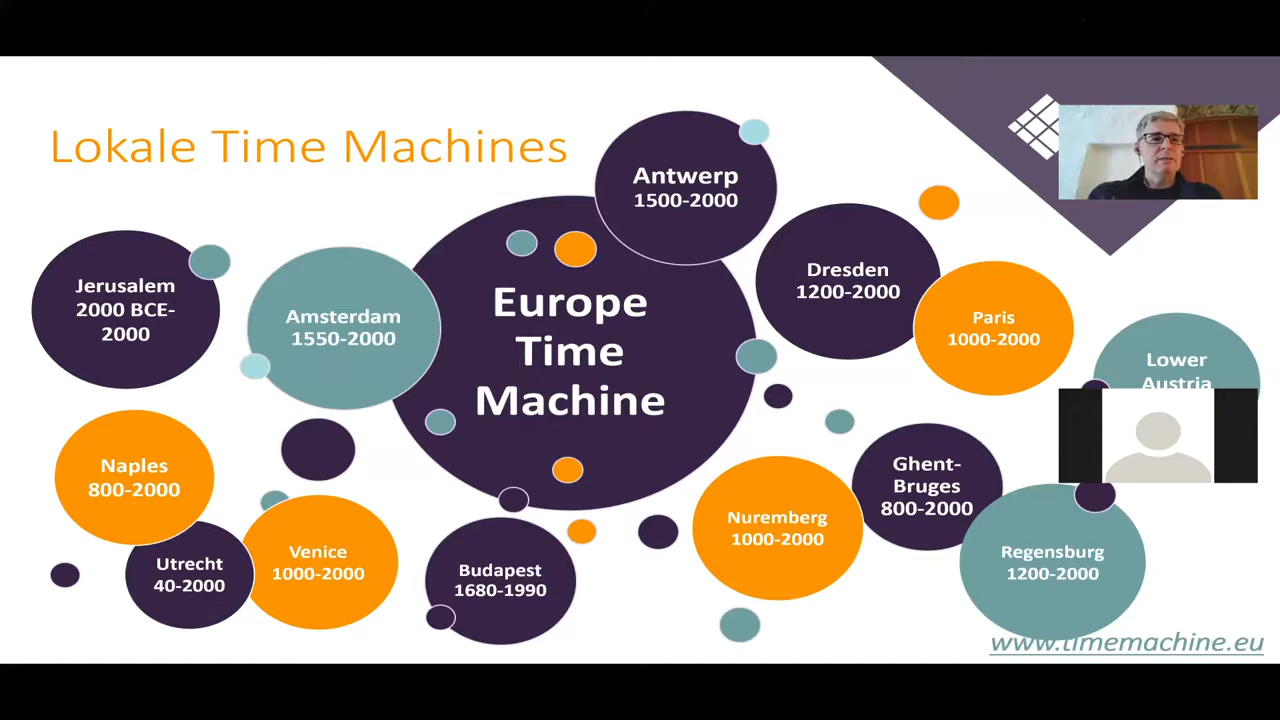 Lokale Time Machines
Antwerp
1500-2000
Dresden
1200-2000
Jerusalem
2000 BCE-
2000
Amsterdam
1550-2000
Europe
Time
Machine
Paris
1000-2000
Lower
Austria
Naples
800-2000
Ghent-
Bruges
800-2000
Nuremberg
1000-2000
Utrecht
40-2000
Venice
1000-2000
Budapest
1680-1990
Regensburg
1200-2000
www.timemachine.eu